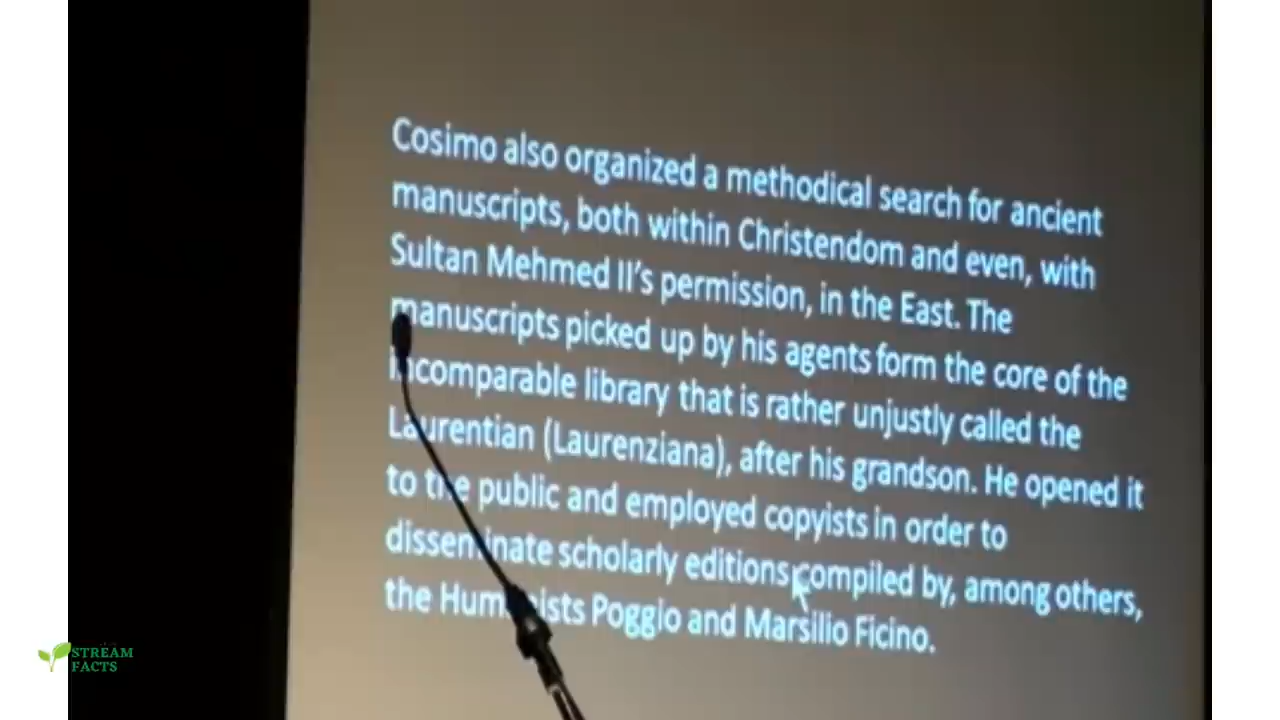 Cosimo also organized a methodical search for ancient
manuscripts, both within Christendom and even, with
Sultan Mehmed II's permission, in the East. The
manuscripts picked up by his agents form the core of the
incomparable library that is rather unjustly called the
Laurentian (Laurenziana), after his grandson. He opened it
to the public and employed copyists in order to
disseminate scholarly editions compiled by, among others,
the Humanists Poggio and Marsilio Ficino.
STREAM
FACTS